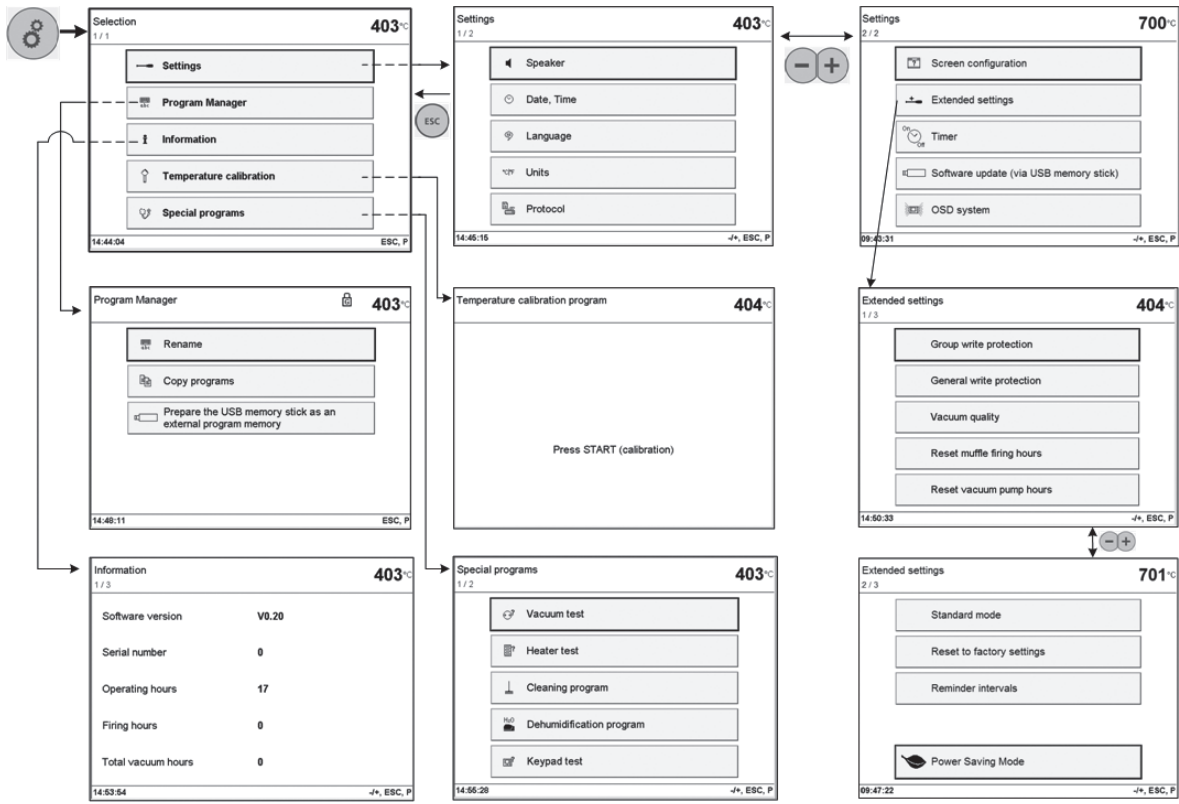 Selection
1 / 1
403°C
Settings
Program Manager
Information
Temperature calibration
Special programs
14:44:04
ESC, P
Settings
1 / 2
403°C
Speaker
Date, Time
Language
Units
Protocol
14:45:15
-/+, ESC, P
ESC
− +
Settings
2 / 2
700°C
Screen configuration
Extended settings
On
Off
Timer
Software update (via USB memory stick)
OSD system
09:43:31
-/+, ESC, P
Program Manager
403°C
Rename
Copy programs
Prepare the USB memory stick as an
external program memory
14:48:11
ESC, P
Temperature calibration program
404°C
Press START (calibration)
Extended settings
1 / 3
404°C
Group write protection
General write protection
Vacuum quality
Reset muffle firing hours
Reset vacuum pump hours
14:50:33
-/+, ESC, P
− +
Information
1 / 3
403°C
Software version V0.20
Serial number 0
Operating hours 17
Firing hours 0
Total vacuum hours 0
14:53:54
-/+, ESC, P
Special programs
1 / 2
403°C
Vacuum test
Heater test
Cleaning program
H₂O
Dehumidification program
Keypad test
14:55:28
-/+, ESC, P
Extended settings
2 / 3
701°C
Standard mode
Reset to factory settings
Reminder intervals
Power Saving Mode
09:47:22
-/+, ESC, P